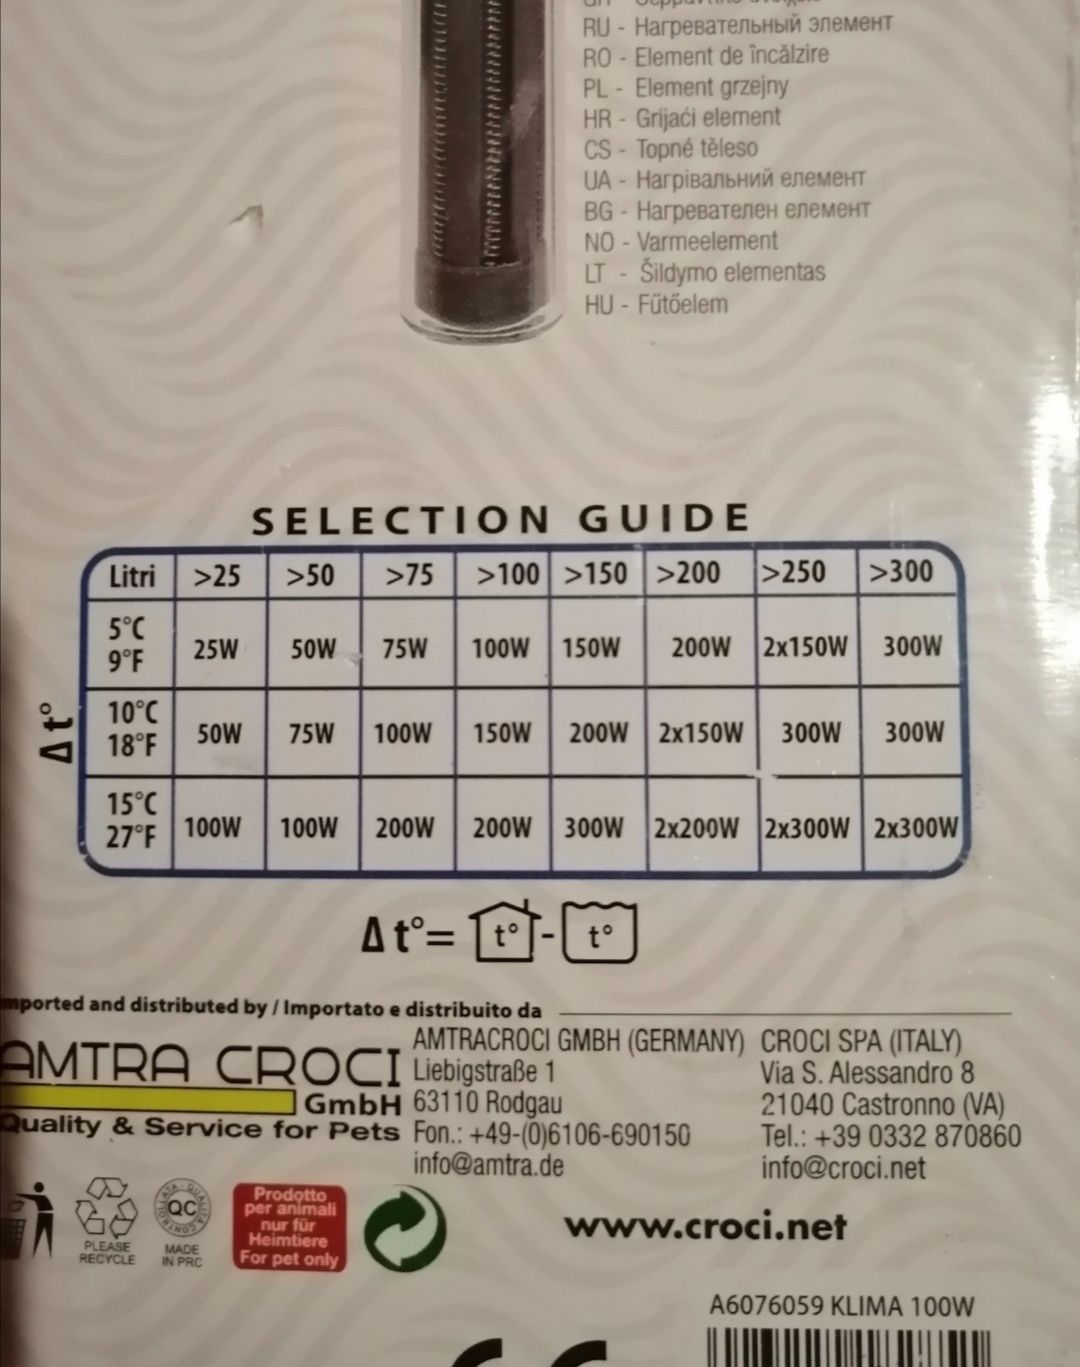 RU - Нагревательный элемент
RO - Element de încălzire
PL - Element grzejny
HR - Grijaći element
CS - Topné těleso
UA - Нагрівальний елемент
BG - Нагревателен елемент
NO - Varmeelement
LT - Šildymo elementas
HU - Fűtőelem
SELECTION GUIDE
Litri >25 >50 >75 >100 >150 >200 >250 >300
5°C
9°F
25W 50W 75W 100W 150W 200W 2x150W 300W
Δt°
10°C
18°F
50W 75W 100W 150W 200W 2x150W 300W 300W
15°C
27°F
100W 100W 200W 200W 300W 2x200W 2x300W 2x300W
Δt°= t° - t°
mported and distributed by / Importato e distribuito da
AMTRA CROCI
GmbH
Quality & Service for Pets
AMTRACROCI GMBH (GERMANY)
Liebigstraße 1
63110 Rodgau
Fon.: +49-(0)6106-690150
info@amtra.de
CROCI SPA (ITALY)
Via S. Alessandro 8
21040 Castronno (VA)
Tel.: +39 0332 870860
info@croci.net
PLEASE
RECYCLE
QUALITÀ CONTROLLATA
QC
MADE
IN PRC
Prodotto
per animali
nur für
Heimtiere
For pet only
www.croci.net
A6076059 KLIMA 100W